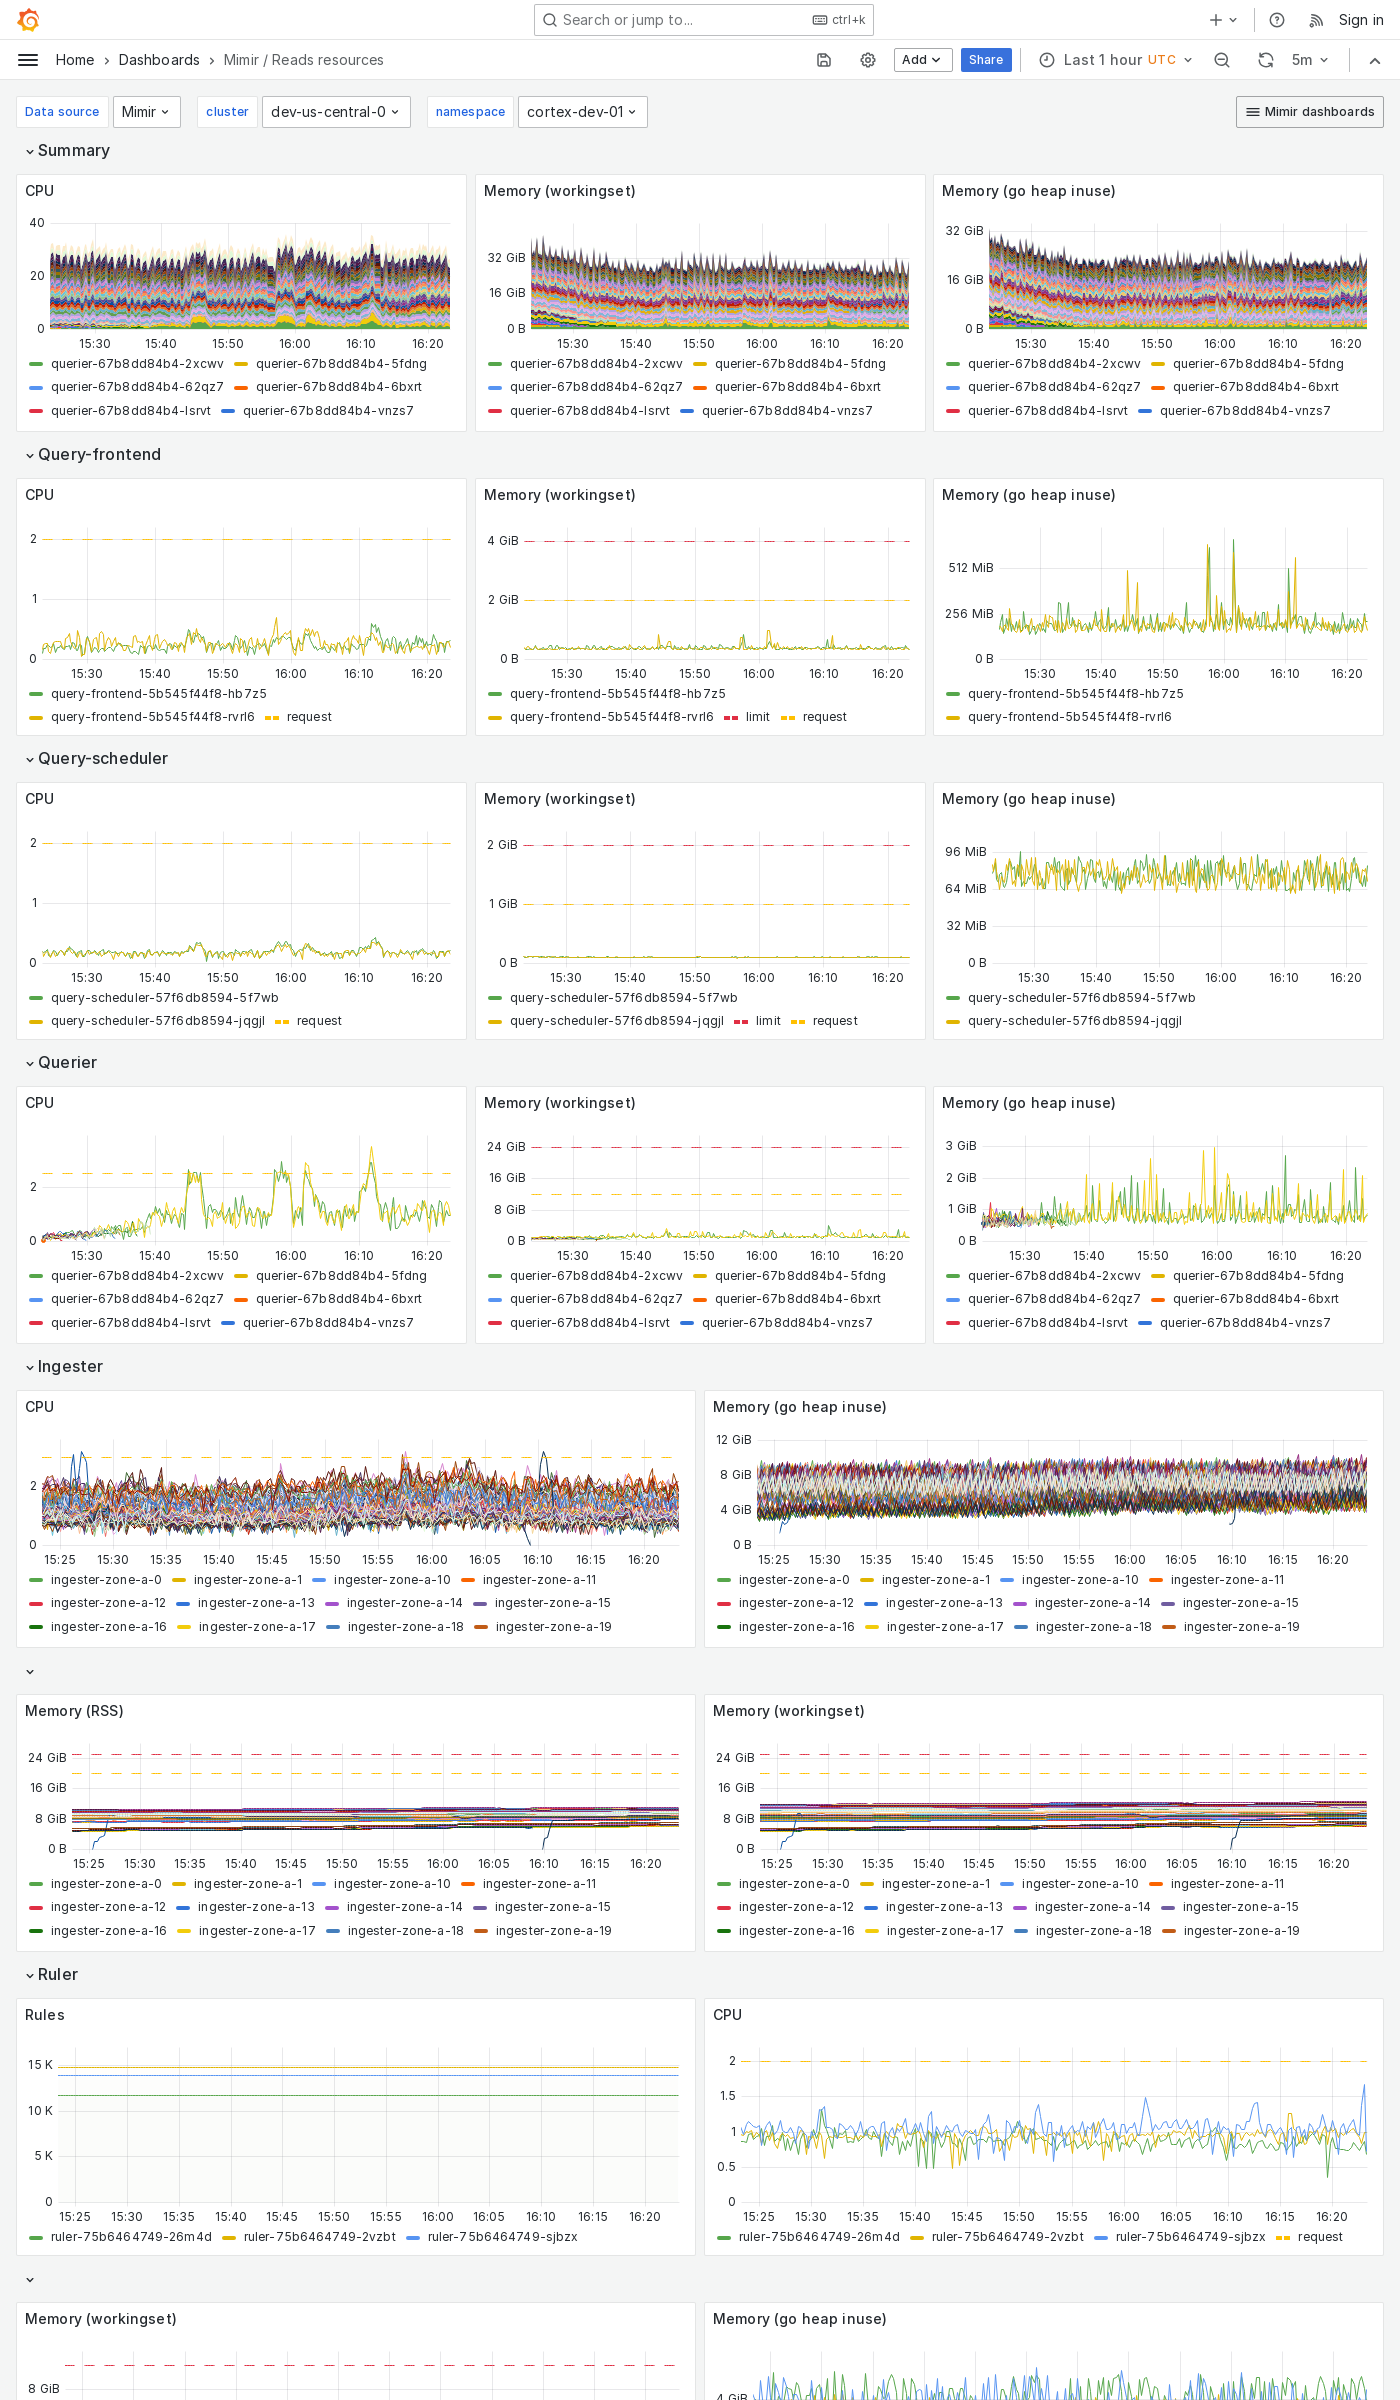 Search or jump to... ctrl+k Sign in
Home Dashboards Mimir / Reads resources Add Share Last 1 hour UTC 5m
Data source Mimir cluster dev-us-central-0 namespace cortex-dev-01 Mimir dashboards
Summary
CPU
40
20
0
15:30 15:40 15:50 16:00 16:10 16:20
querier-67b8dd84b4-2xcwv querier-67b8dd84b4-5fdng
querier-67b8dd84b4-62qz7 querier-67b8dd84b4-6bxrt
querier-67b8dd84b4-lsrvt querier-67b8dd84b4-vnzs7
Memory (workingset)
32 GiB
16 GiB
0 B
15:30 15:40 15:50 16:00 16:10 16:20
querier-67b8dd84b4-2xcwv querier-67b8dd84b4-5fdng
querier-67b8dd84b4-62qz7 querier-67b8dd84b4-6bxrt
querier-67b8dd84b4-lsrvt querier-67b8dd84b4-vnzs7
Memory (go heap inuse)
32 GiB
16 GiB
0 B
15:30 15:40 15:50 16:00 16:10 16:20
querier-67b8dd84b4-2xcwv querier-67b8dd84b4-5fdng
querier-67b8dd84b4-62qz7 querier-67b8dd84b4-6bxrt
querier-67b8dd84b4-lsrvt querier-67b8dd84b4-vnzs7
Query-frontend
CPU
2
1
0
15:30 15:40 15:50 16:00 16:10 16:20
query-frontend-5b545f44f8-hb7z5
query-frontend-5b545f44f8-rvrl6 request
Memory (workingset)
4 GiB
2 GiB
0 B
15:30 15:40 15:50 16:00 16:10 16:20
query-frontend-5b545f44f8-hb7z5
query-frontend-5b545f44f8-rvrl6 limit request
Memory (go heap inuse)
512 MiB
256 MiB
0 B
15:30 15:40 15:50 16:00 16:10 16:20
query-frontend-5b545f44f8-hb7z5
query-frontend-5b545f44f8-rvrl6
Query-scheduler
CPU
2
1
0
15:30 15:40 15:50 16:00 16:10 16:20
query-scheduler-57f6db8594-5f7wb
query-scheduler-57f6db8594-jqgjl request
Memory (workingset)
2 GiB
1 GiB
0 B
15:30 15:40 15:50 16:00 16:10 16:20
query-scheduler-57f6db8594-5f7wb
query-scheduler-57f6db8594-jqgjl limit request
Memory (go heap inuse)
96 MiB
64 MiB
32 MiB
0 B
15:30 15:40 15:50 16:00 16:10 16:20
query-scheduler-57f6db8594-5f7wb
query-scheduler-57f6db8594-jqgjl
Querier
CPU
2
0
15:30 15:40 15:50 16:00 16:10 16:20
querier-67b8dd84b4-2xcwv querier-67b8dd84b4-5fdng
querier-67b8dd84b4-62qz7 querier-67b8dd84b4-6bxrt
querier-67b8dd84b4-lsrvt querier-67b8dd84b4-vnzs7
Memory (workingset)
24 GiB
16 GiB
8 GiB
0 B
15:30 15:40 15:50 16:00 16:10 16:20
querier-67b8dd84b4-2xcwv querier-67b8dd84b4-5fdng
querier-67b8dd84b4-62qz7 querier-67b8dd84b4-6bxrt
querier-67b8dd84b4-lsrvt querier-67b8dd84b4-vnzs7
Memory (go heap inuse)
3 GiB
2 GiB
1 GiB
0 B
15:30 15:40 15:50 16:00 16:10 16:20
querier-67b8dd84b4-2xcwv querier-67b8dd84b4-5fdng
querier-67b8dd84b4-62qz7 querier-67b8dd84b4-6bxrt
querier-67b8dd84b4-lsrvt querier-67b8dd84b4-vnzs7
Ingester
CPU
2
0
15:25 15:30 15:35 15:40 15:45 15:50 15:55 16:00 16:05 16:10 16:15 16:20
ingester-zone-a-0 ingester-zone-a-1 ingester-zone-a-10 ingester-zone-a-11
ingester-zone-a-12 ingester-zone-a-13 ingester-zone-a-14 ingester-zone-a-15
ingester-zone-a-16 ingester-zone-a-17 ingester-zone-a-18 ingester-zone-a-19
Memory (go heap inuse)
12 GiB
8 GiB
4 GiB
0 B
15:25 15:30 15:35 15:40 15:45 15:50 15:55 16:00 16:05 16:10 16:15 16:20
ingester-zone-a-0 ingester-zone-a-1 ingester-zone-a-10 ingester-zone-a-11
ingester-zone-a-12 ingester-zone-a-13 ingester-zone-a-14 ingester-zone-a-15
ingester-zone-a-16 ingester-zone-a-17 ingester-zone-a-18 ingester-zone-a-19
Memory (RSS)
24 GiB
16 GiB
8 GiB
0 B
15:25 15:30 15:35 15:40 15:45 15:50 15:55 16:00 16:05 16:10 16:15 16:20
ingester-zone-a-0 ingester-zone-a-1 ingester-zone-a-10 ingester-zone-a-11
ingester-zone-a-12 ingester-zone-a-13 ingester-zone-a-14 ingester-zone-a-15
ingester-zone-a-16 ingester-zone-a-17 ingester-zone-a-18 ingester-zone-a-19
Memory (workingset)
24 GiB
16 GiB
8 GiB
0 B
15:25 15:30 15:35 15:40 15:45 15:50 15:55 16:00 16:05 16:10 16:15 16:20
ingester-zone-a-0 ingester-zone-a-1 ingester-zone-a-10 ingester-zone-a-11
ingester-zone-a-12 ingester-zone-a-13 ingester-zone-a-14 ingester-zone-a-15
ingester-zone-a-16 ingester-zone-a-17 ingester-zone-a-18 ingester-zone-a-19
Ruler
Rules
15 K
10 K
5 K
0
15:25 15:30 15:35 15:40 15:45 15:50 15:55 16:00 16:05 16:10 16:15 16:20
ruler-75b6464749-26m4d ruler-75b6464749-2vzbt ruler-75b6464749-sjbzx
CPU
2
1.5
1
0.5
0
15:25 15:30 15:35 15:40 15:45 15:50 15:55 16:00 16:05 16:10 16:15 16:20
ruler-75b6464749-26m4d ruler-75b6464749-2vzbt ruler-75b6464749-sjbzx request
Memory (workingset)
8 GiB
Memory (go heap inuse)
4 GiB